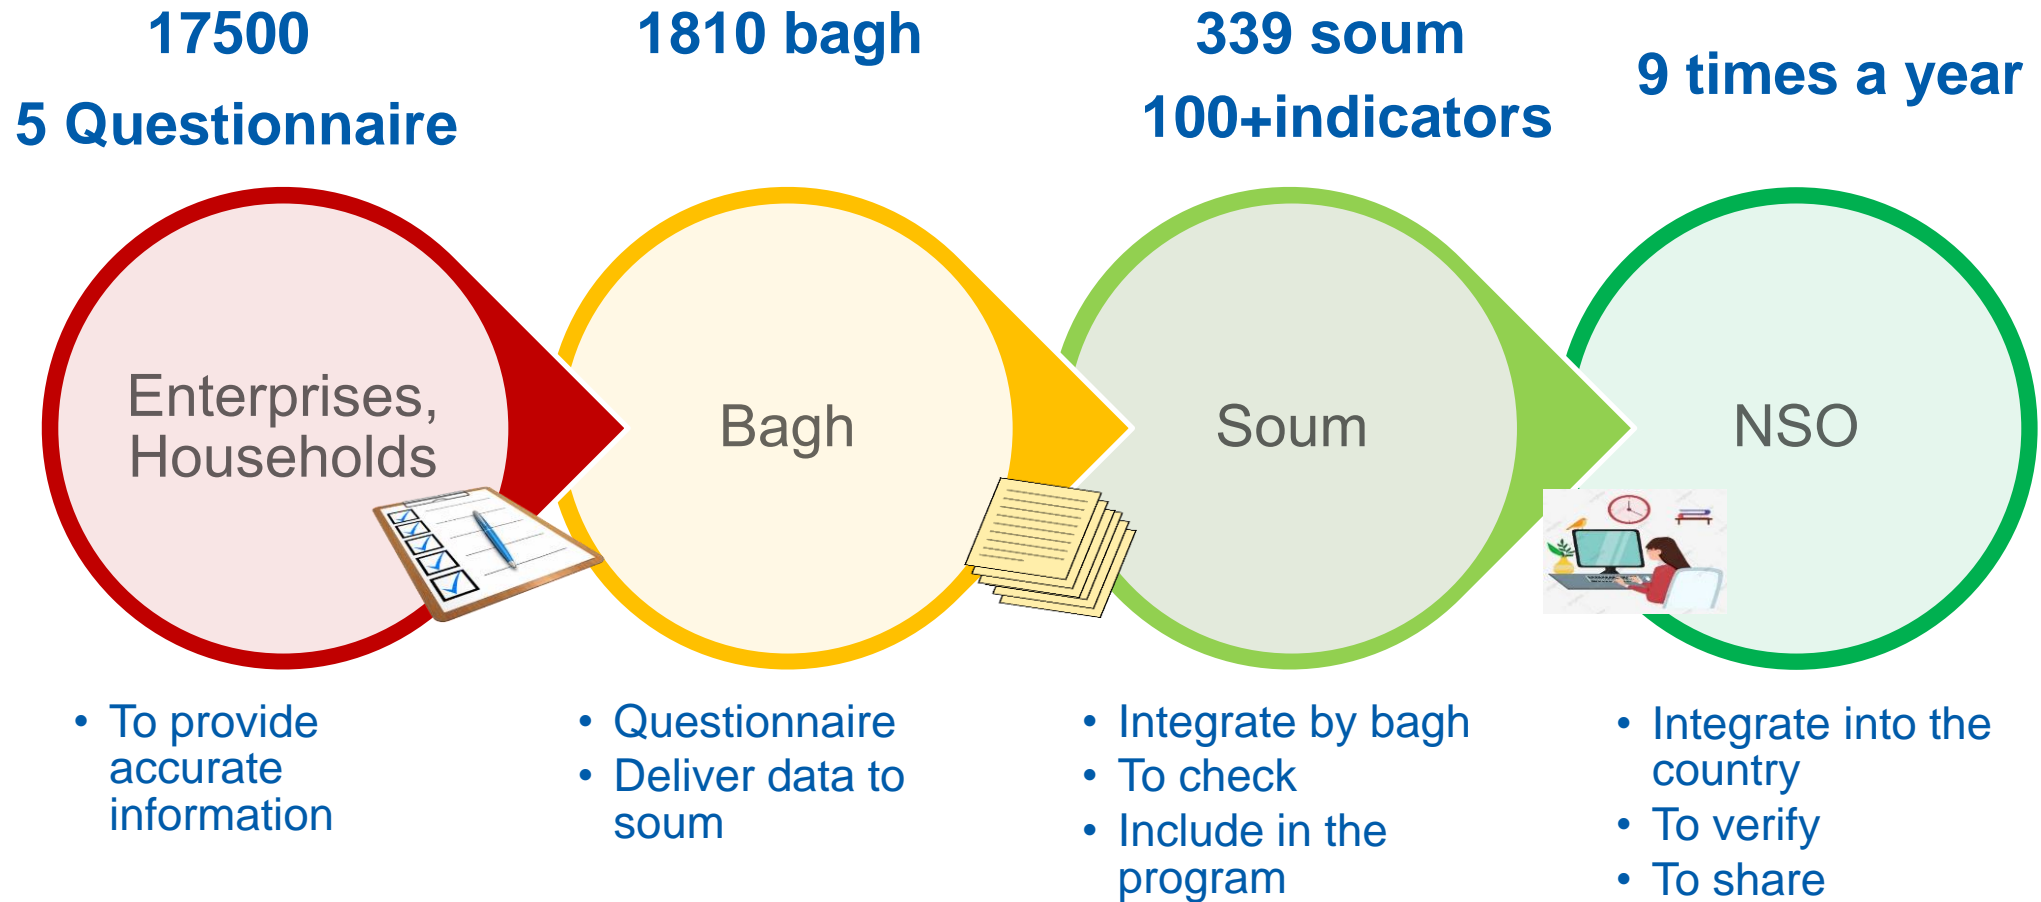 17500
5 Questionnaire
1810 bagh
339 soum
100+indicators
9 times a year
Enterprises,
Households
Bagh
Soum
NSO
• To provide
accurate
information
• Questionnaire
• Deliver data to
soum
• Integrate by bagh
• To check
• Include in the
program
• Integrate into the
country
• To verify
• To share